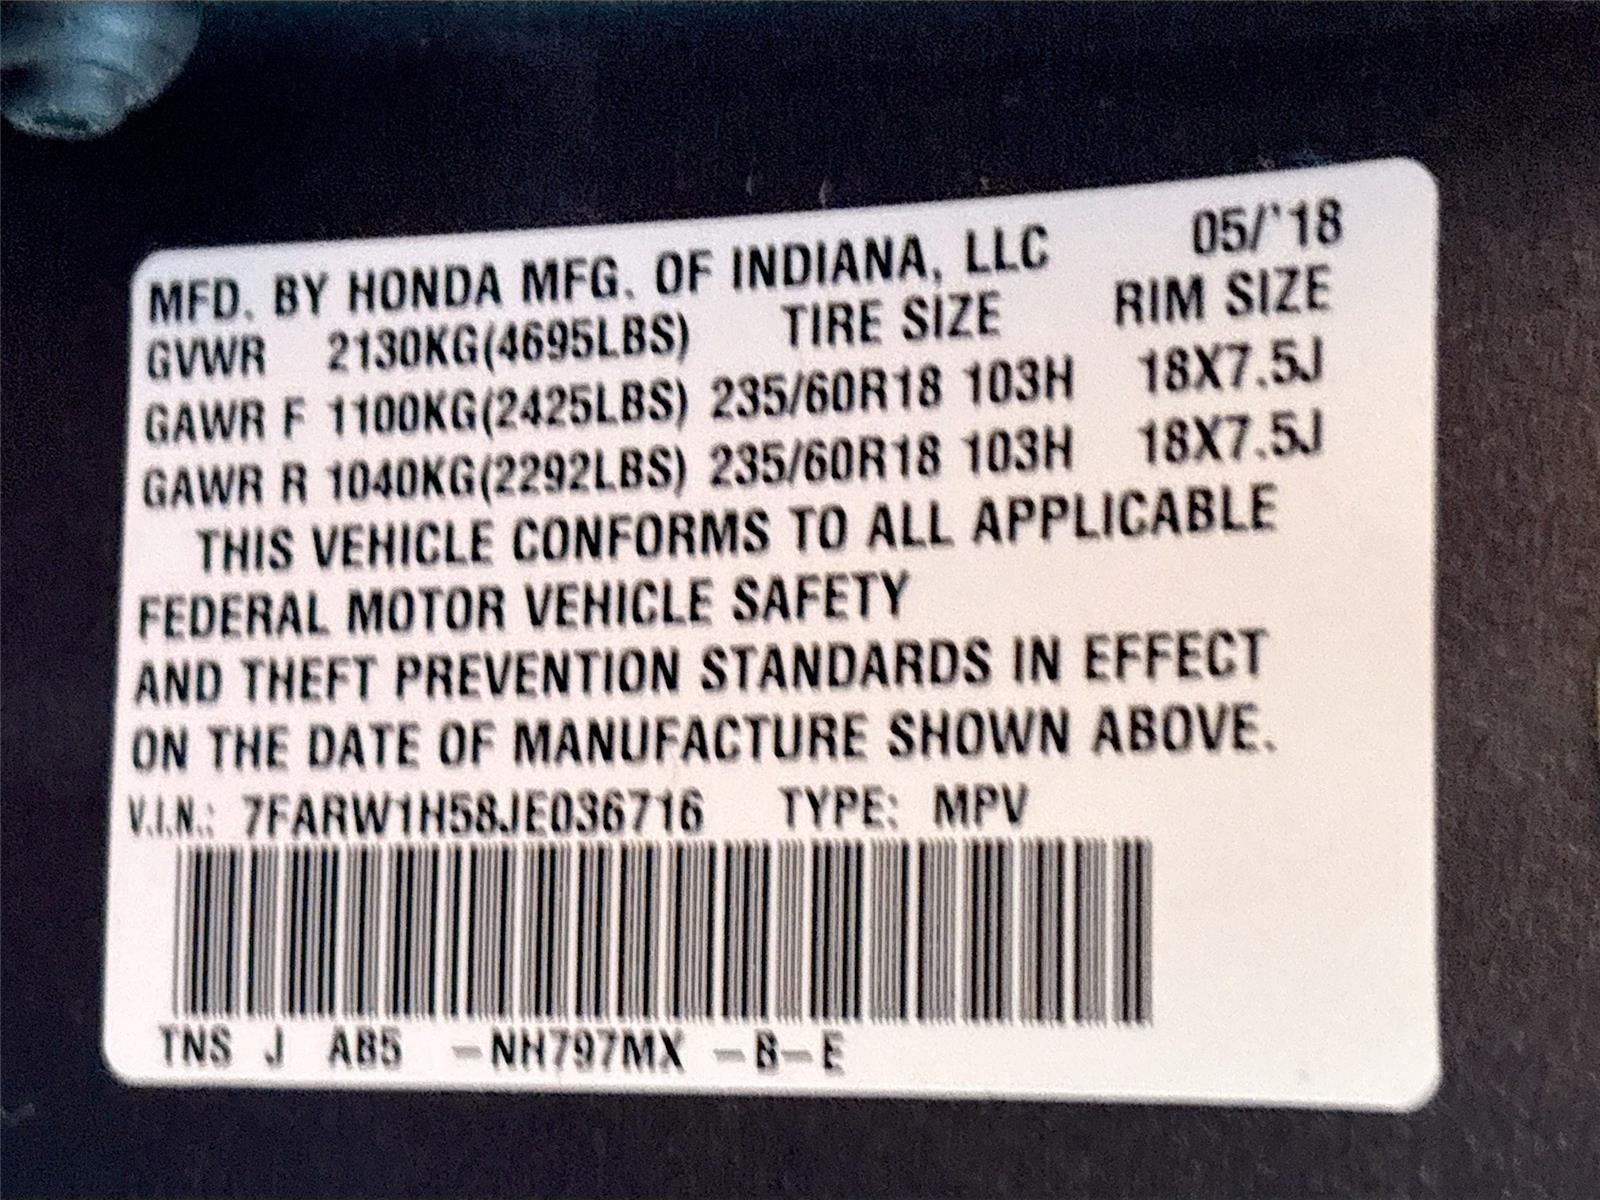 MFD. BY HONDA MFG. OF INDIANA, LLC 05/'18
GVWR 2130KG(4695LBS) TIRE SIZE RIM SIZE
GAWR F 1100KG(2425LBS) 235/60R18 103H 18X7.5J
GAWR R 1040KG(2292LBS) 235/60R18 103H 18X7.5J
THIS VEHICLE CONFORMS TO ALL APPLICABLE
FEDERAL MOTOR VEHICLE SAFETY
AND THEFT PREVENTION STANDARDS IN EFFECT
ON THE DATE OF MANUFACTURE SHOWN ABOVE.
V.I.N.: 7FARW1H58JE036716 TYPE: MPV
TNS J AB5 -NH797MX -B-E